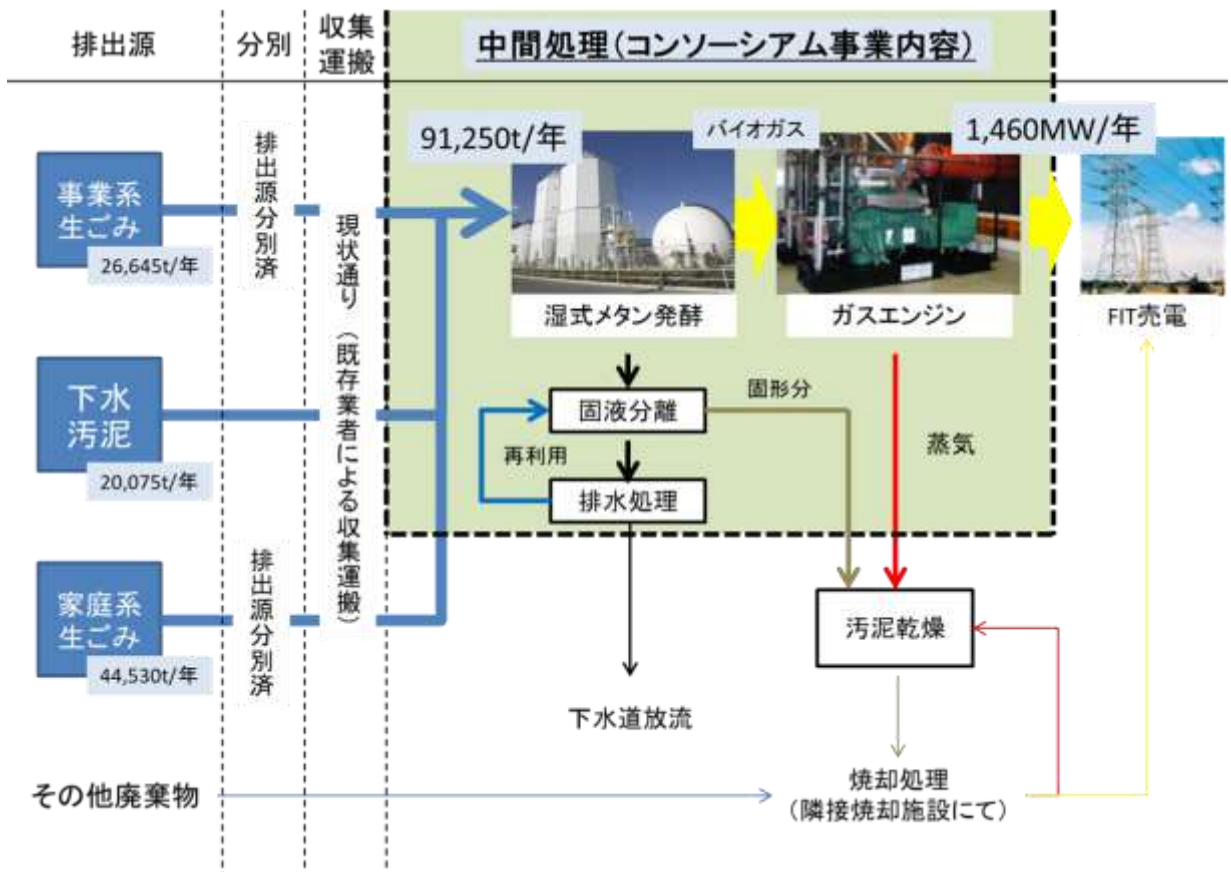 排出源
分別
収集
運搬
中間処理(コンソーシアム事業内容)
91,250t/年
バイオガス
1,460MW/年
事業系
生ごみ
26,645t/年
排出源分別済
現状通り(既存業者による収集運搬)
湿式メタン発酵
ガスエンジン
FIT売電
下水
汚泥
20,075t/年
固液分離
固形分
再利用
排水処理
蒸気
家庭系
生ごみ
44,530t/年
排出源分別済
汚泥乾燥
下水道放流
その他廃棄物
焼却処理
(隣接焼却施設にて)